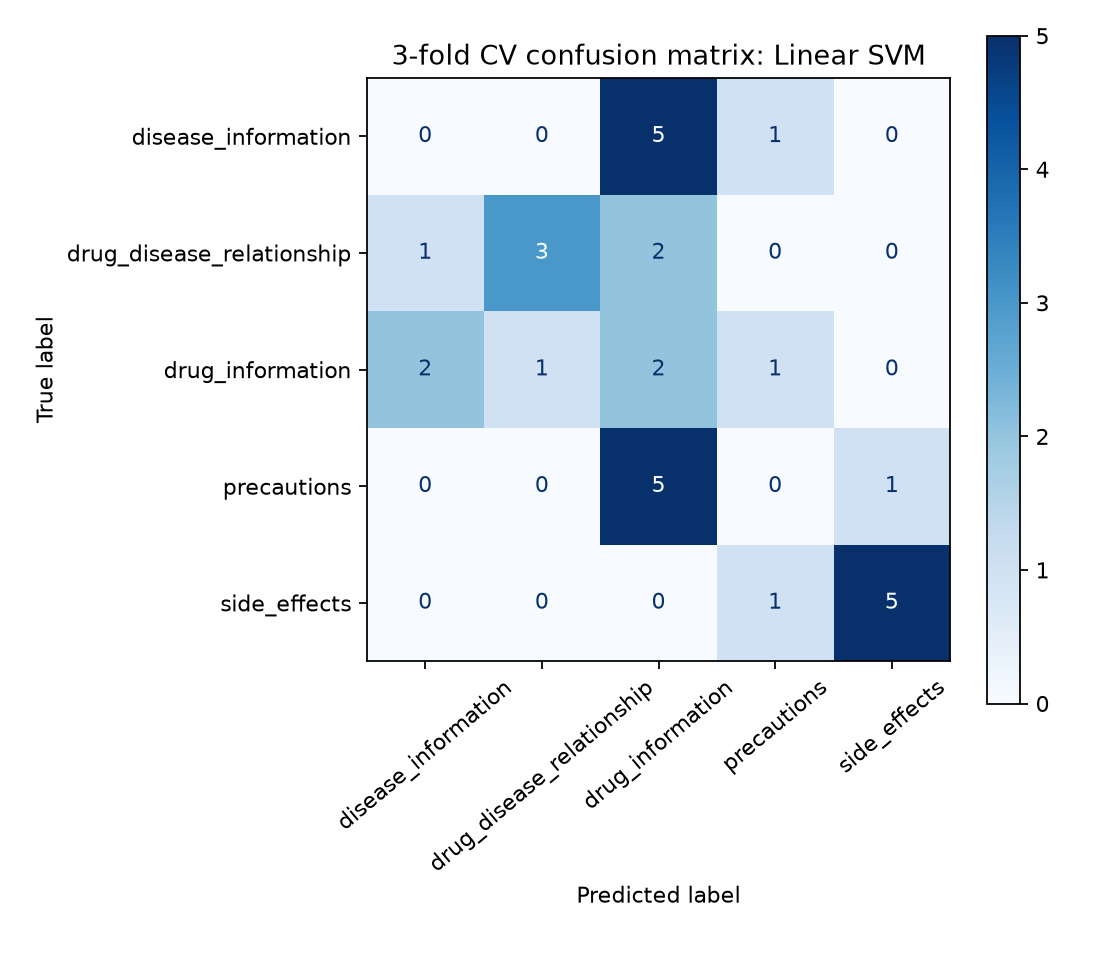 3-fold CV confusion matrix: Linear SVM
True label
disease_information 0 0 5 1 0
drug_disease_relationship 1 3 2 0 0
drug_information 2 1 2 1 0
precautions 0 0 5 0 1
side_effects 0 0 0 1 5
disease_information
drug_disease_relationship
drug_information
precautions
side_effects
Predicted label
5
4
3
2
1
0